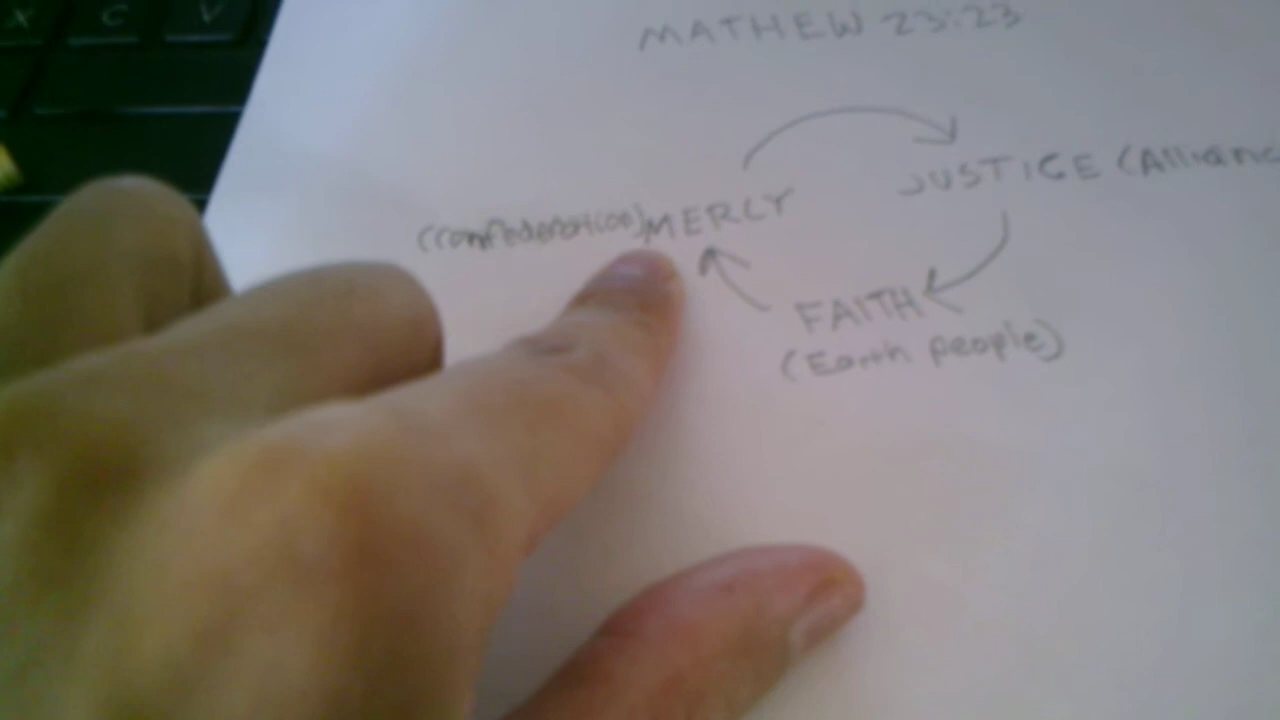 X C V
MATHEW 23:23
JUSTICE (Allianc
(confederation) MERCY
FAITH
(Earth people)